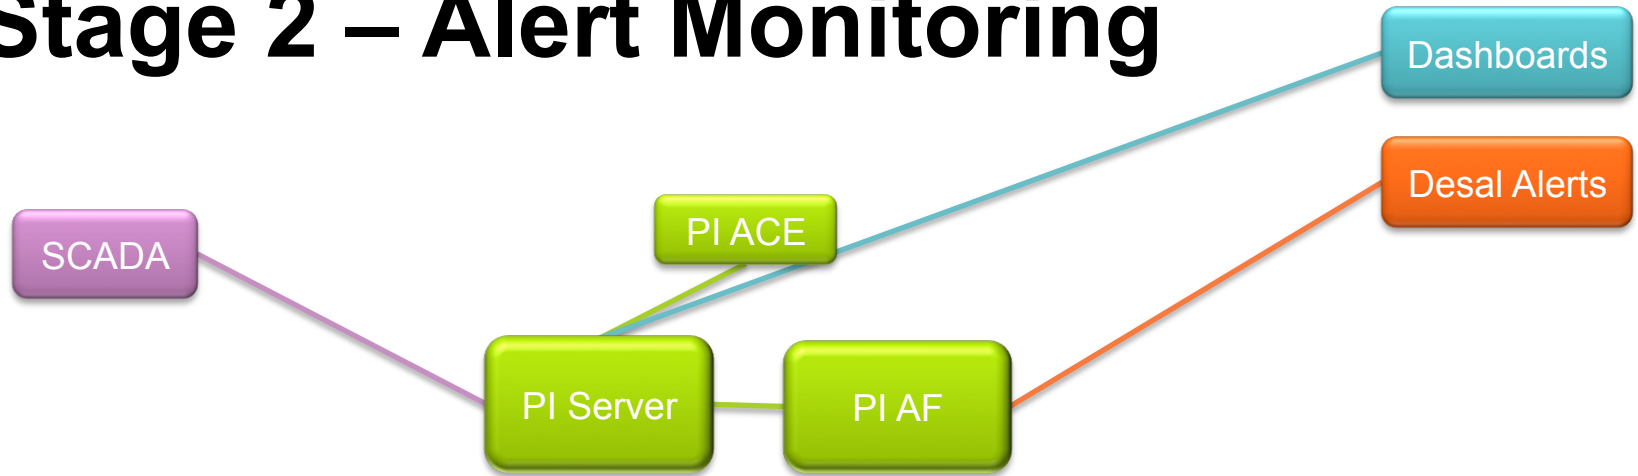 Stage 2 – Alert Monitoring
Dashboards
Desal Alerts
PI ACE
SCADA
PI Server
PI AF